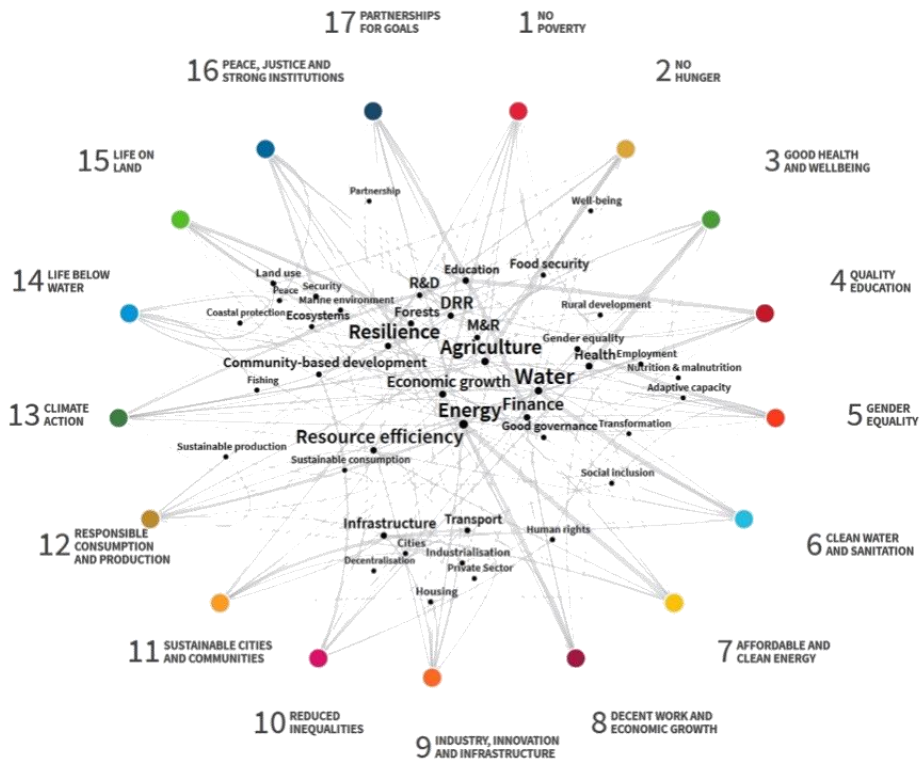 17 PARTNERSHIPS
FOR GOALS
1 NO
POVERTY
16 PEACE, JUSTICE AND
STRONG INSTITUTIONS
2 NO
HUNGER
15 LIFE ON
LAND
3 GOOD HEALTH
AND WELLBEING
Partnership
Well-being
14 LIFE BELOW
WATER
4 QUALITY
EDUCATION
Land use
Education
Food security
Peace
Security
R&D
Marine environment
DRR
Rural development
Coastal protection
Ecosystems
Forests
M&R
Resilience
Agriculture
Gender equality
Health
Employment
Community-based development
Nutrition & malnutrition
Fishing
Economic growth
Water
Adaptive capacity
13 CLIMATE
ACTION
Energy
Finance
5 GENDER
EQUALITY
Good governance
Transformation
Resource efficiency
Sustainable production
Sustainable consumption
Social inclusion
12 RESPONSIBLE
CONSUMPTION
AND PRODUCTION
Infrastructure
Transport
Human rights
6 CLEAN WATER
AND SANITATION
Cities
Industrialisation
Decentralisation
Private Sector
Housing
11 SUSTAINABLE CITIES
AND COMMUNITIES
7 AFFORDABLE AND
CLEAN ENERGY
10 REDUCED
INEQUALITIES
8 DECENT WORK AND
ECONOMIC GROWTH
9 INDUSTRY, INNOVATION
AND INFRASTRUCTURE